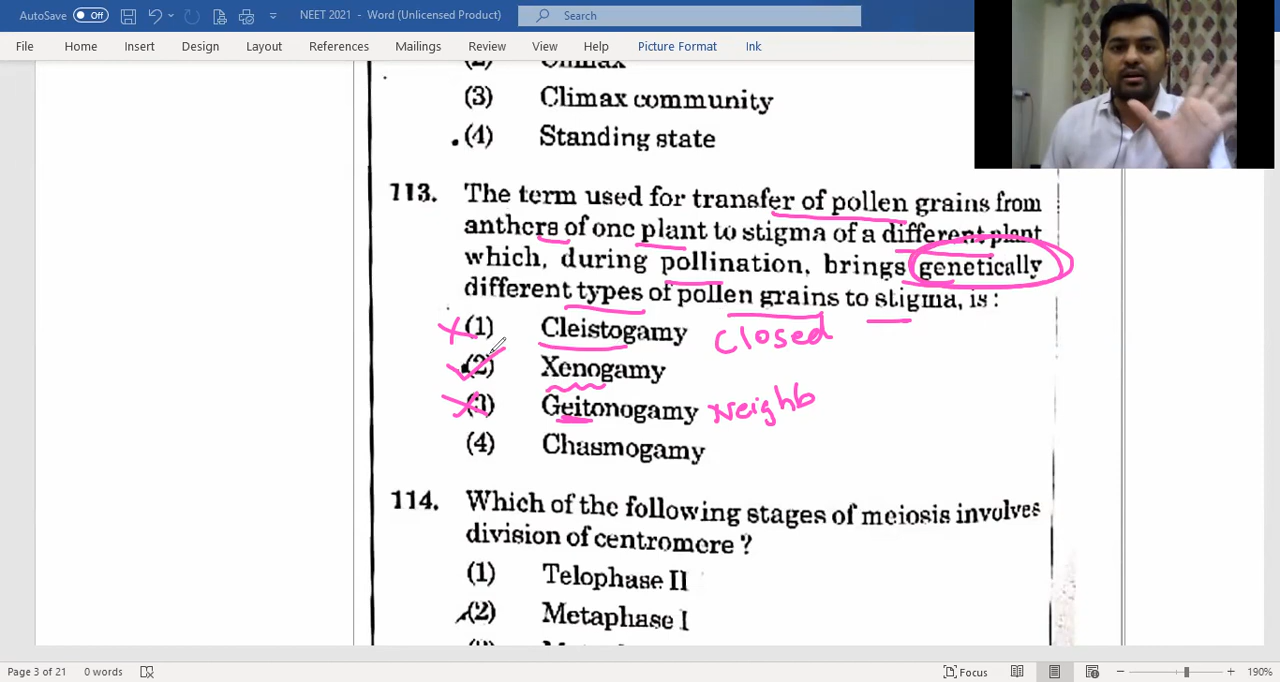 AutoSave Off NEET 2021 - Word (Unlicensed Product) Search
File Home Insert Design Layout References Mailings Review View Help Picture Format Ink
(2) Climax
(3) Climax community
(4) Standing state
113. The term used for transfer of pollen grains from
anthers of one plant to stigma of a different plant
which, during pollination, brings genetically
different types of pollen grains to stigma, is :
(1) Cleistogamy closed
(2) Xenogamy
(3) Geitonogamy Neighb
(4) Chasmogamy
114. Which of the following stages of meiosis involves
division of centromere ?
(1) Telophase II
(2) Metaphase I
Page 3 of 21 0 words Focus 190%